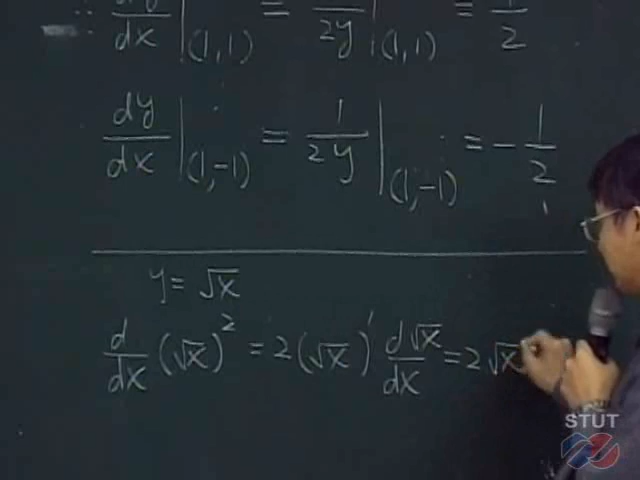 ∴ dy/dx |(1,1) = 1/2y |(1,1) = 1/2
dy/dx |(1,-1) = 1/2y |(1,-1) = -1/2
y = √x
d/dx (√x)² = 2(√x)¹ d√x/dx = 2√x
STUT